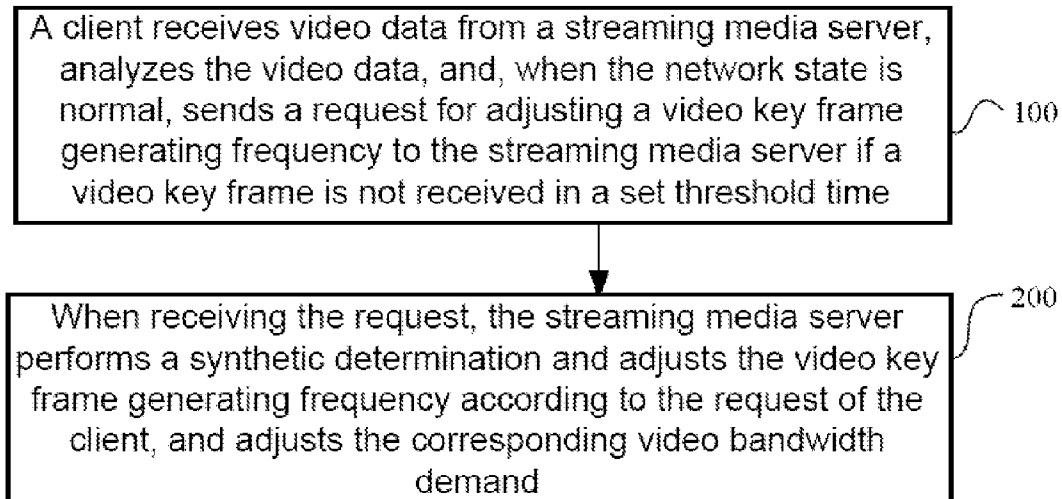 A client receives video data from a streaming media server,
analyzes the video data, and, when the network state is
normal, sends a request for adjusting a video key frame
generating frequency to the streaming media server if a
video key frame is not received in a set threshold time
100
When receiving the request, the streaming media server
performs a synthetic determination and adjusts the video key
frame generating frequency according to the request of the
client, and adjusts the corresponding video bandwidth
demand
200